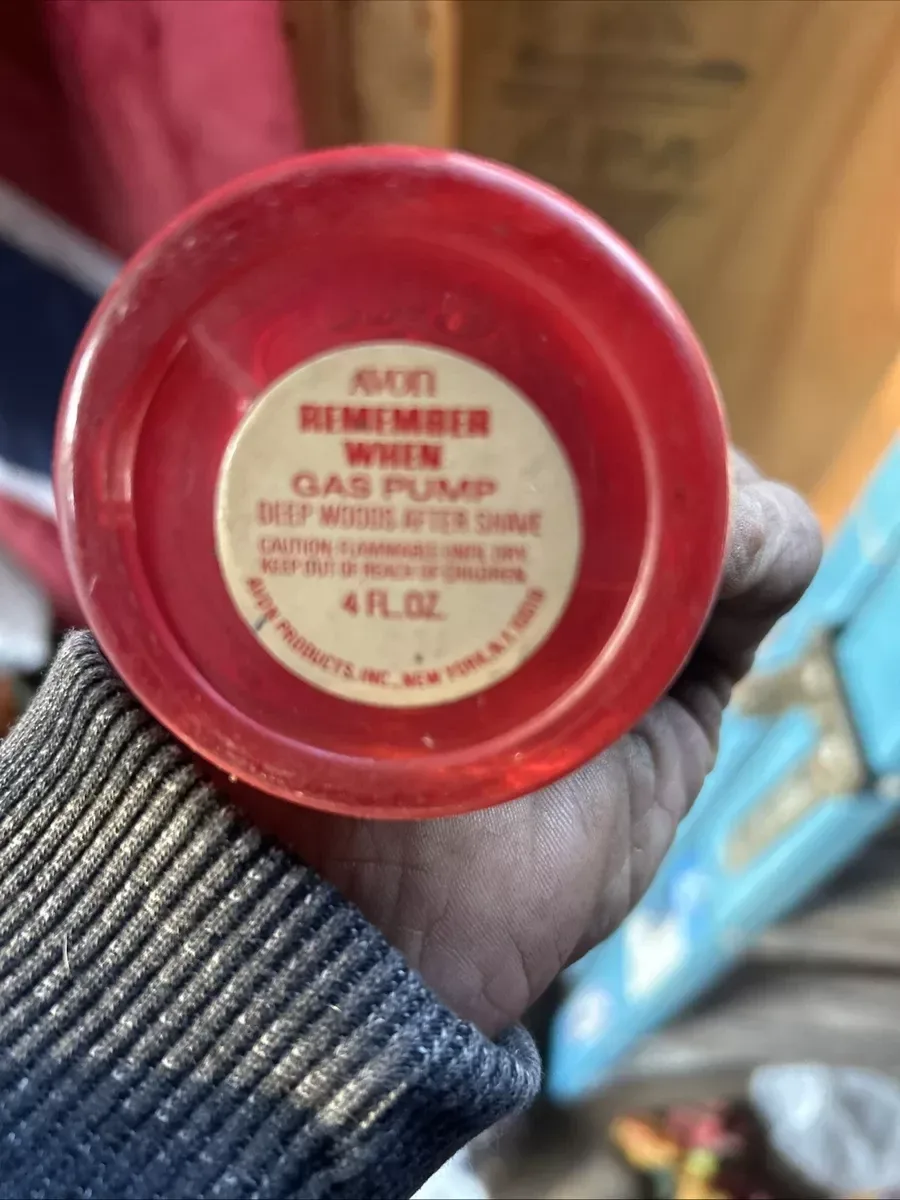 AVON
REMEMBER
WHEN
GAS PUMP
DEEP WOODS AFTER SHAVE
CAUTION: FLAMMABLE UNTIL DRY.
KEEP OUT OF REACH OF CHILDREN.
4 FL. OZ.
AVON PRODUCTS, INC., NEW YORK, N.Y.